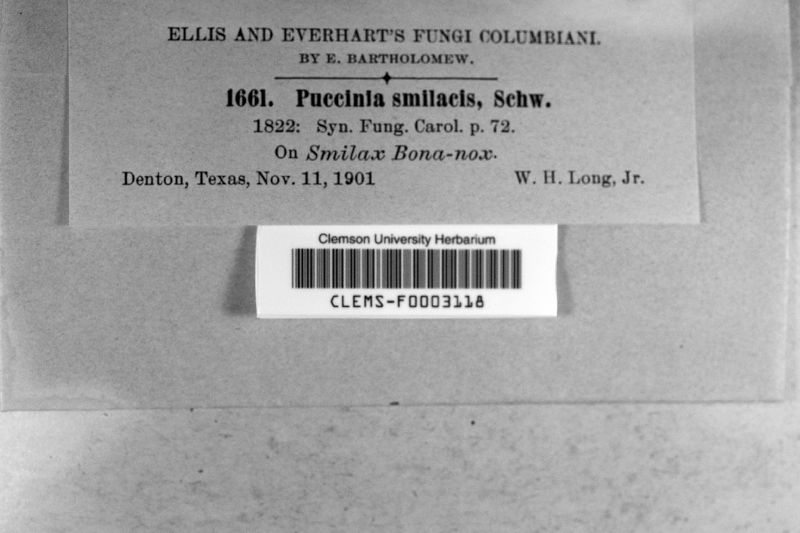 ELLIS AND EVERHART'S FUNGI COLUMBIANI.
BY E. BARTHOLOMEW.
1661. Puccinia smilacis, Schw.
1822: Syn. Fung. Carol. p. 72.
On Smilax Bona-nox.
Denton, Texas, Nov. 11, 1901 W. H. Long, Jr.
Clemson University Herbarium
CLEMS-F0003118